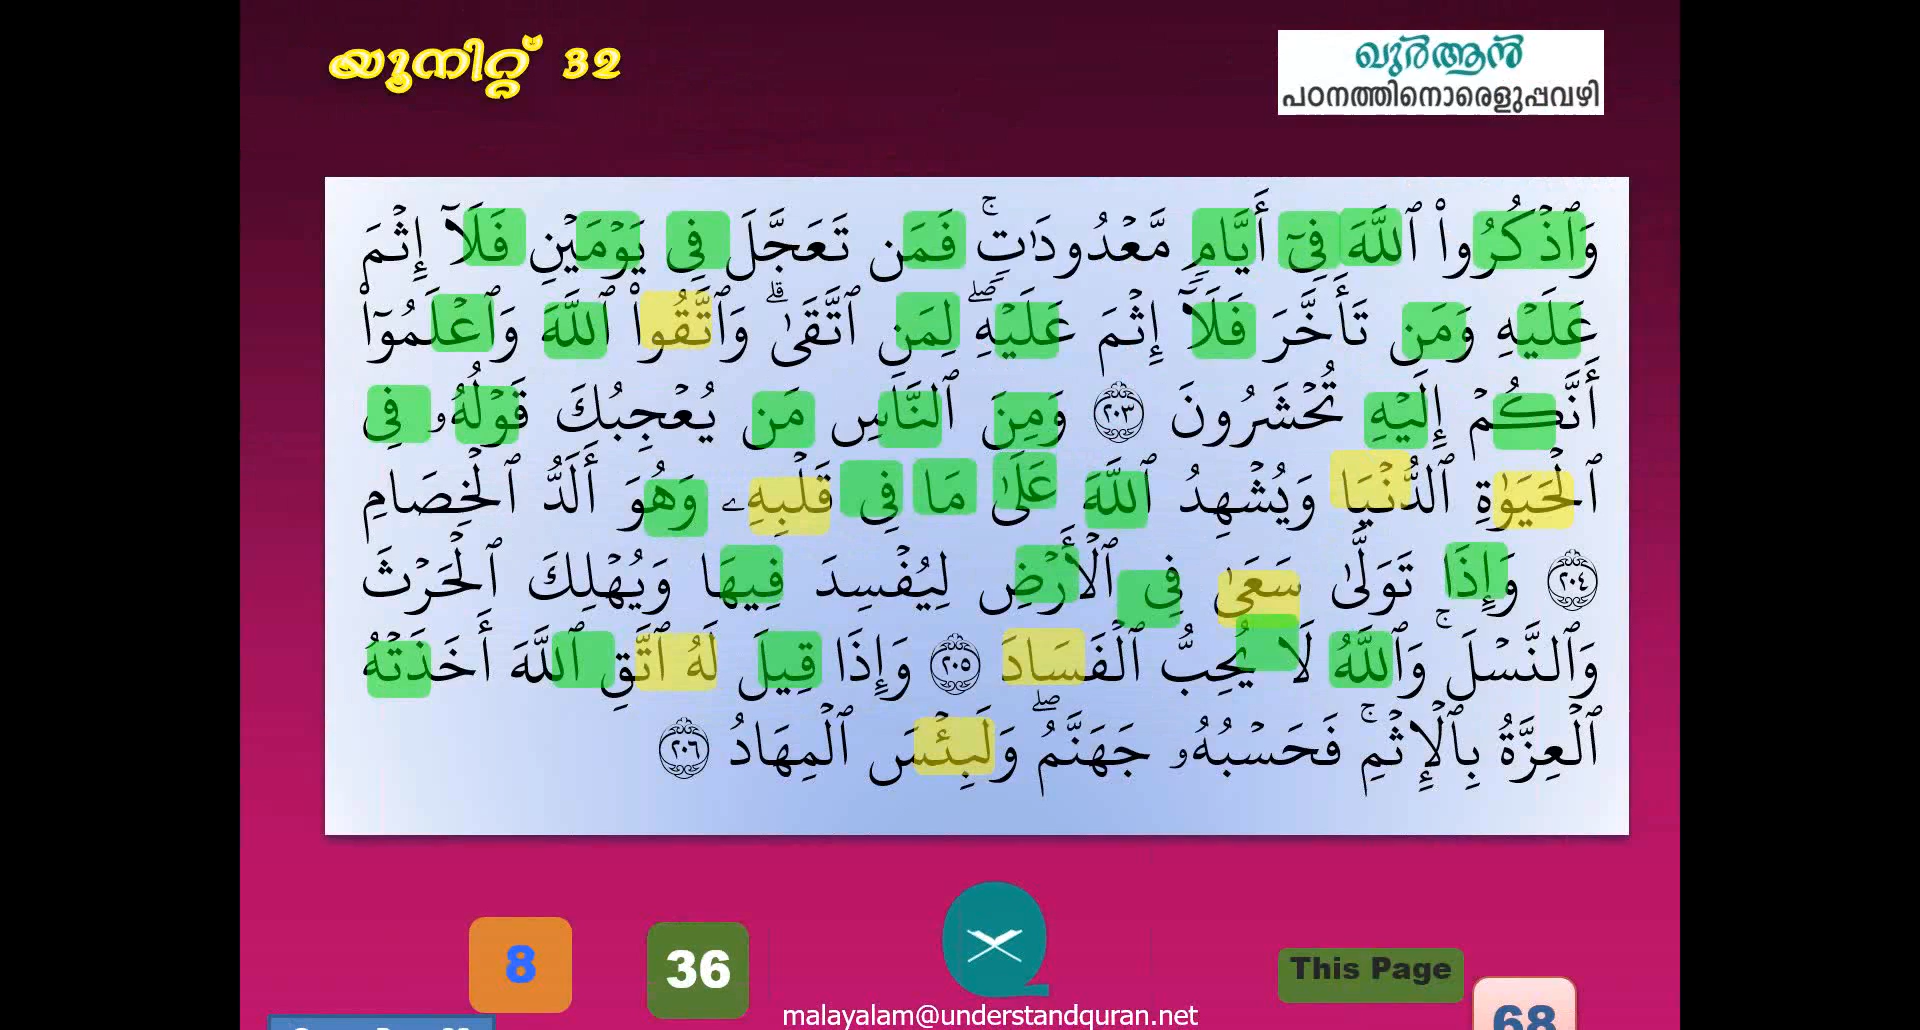 യൂനിറ്റ് 32
ഖുർആൻ
പഠനത്തിനൊരെളുപ്പവഴി
وَٱذْكُرُوا۟ ٱللَّهَ فِىٓ أَيَّامٍ مَّعْدُودَٰتٍ ۚ فَمَن تَعَجَّلَ فِى يَوْمَيْنِ فَلَآ إِثْمَ
عَلَيْهِ وَمَن تَأَخَّرَ فَلَآ إِثْمَ عَلَيْهِ ۖ لِمَنِ ٱتَّقَىٰ ۗ وَٱتَّقُوا۟ ٱللَّهَ وَٱعْلَمُوٓا۟
أَنَّكُمْ إِلَيْهِ تُحْشَرُونَ ٢٠٣ وَمِنَ ٱلنَّاسِ مَن يُعْجِبُكَ قَوْلُهُۥ فِى
ٱلْحَيَوٰةِ ٱلدُّنْيَا وَيُشْهِدُ ٱللَّهَ عَلَىٰ مَا فِى قَلْبِهِۦ وَهُوَ أَلَدُّ ٱلْخِصَامِ
٢٠٤ وَإِذَا تَوَلَّىٰ سَعَىٰ فِى ٱلْأَرْضِ لِيُفْسِدَ فِيهَا وَيُهْلِكَ ٱلْحَرْثَ
وَٱلنَّسْلَ ۚ وَٱللَّهُ لَا يُحِبُّ ٱلْفَسَادَ ٢٠٥ وَإِذَا قِيلَ لَهُ ٱتَّقِ ٱللَّهَ أَخَذَتْهُ
ٱلْعِزَّةُ بِٱلْإِثْمِ ۚ فَحَسْبُهُۥ جَهَنَّمُ ۖ وَلَبِئْسَ ٱلْمِهَادُ ٢٠٦
8
36
This Page
68
malayalam@understandquran.net